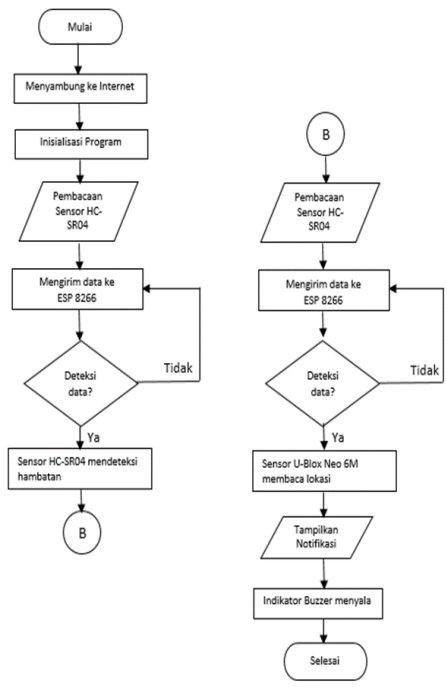 Mulai
Menyambung ke Internet
Inisialisasi Program
Pembacaan
Sensor HC-
SR04
Mengirim data ke
ESP 8266
Deteksi
data?
Tidak
Ya
Sensor HC-SR04 mendeteksi
hambatan
B
B
Pembacaan
Sensor HC-
SR04
Mengirim data ke
ESP 8266
Deteksi
data?
Tidak
Ya
Sensor U-Blox Neo 6M
membaca lokasi
Tampilkan
Notifikasi
Indikator Buzzer menyala
Selesai